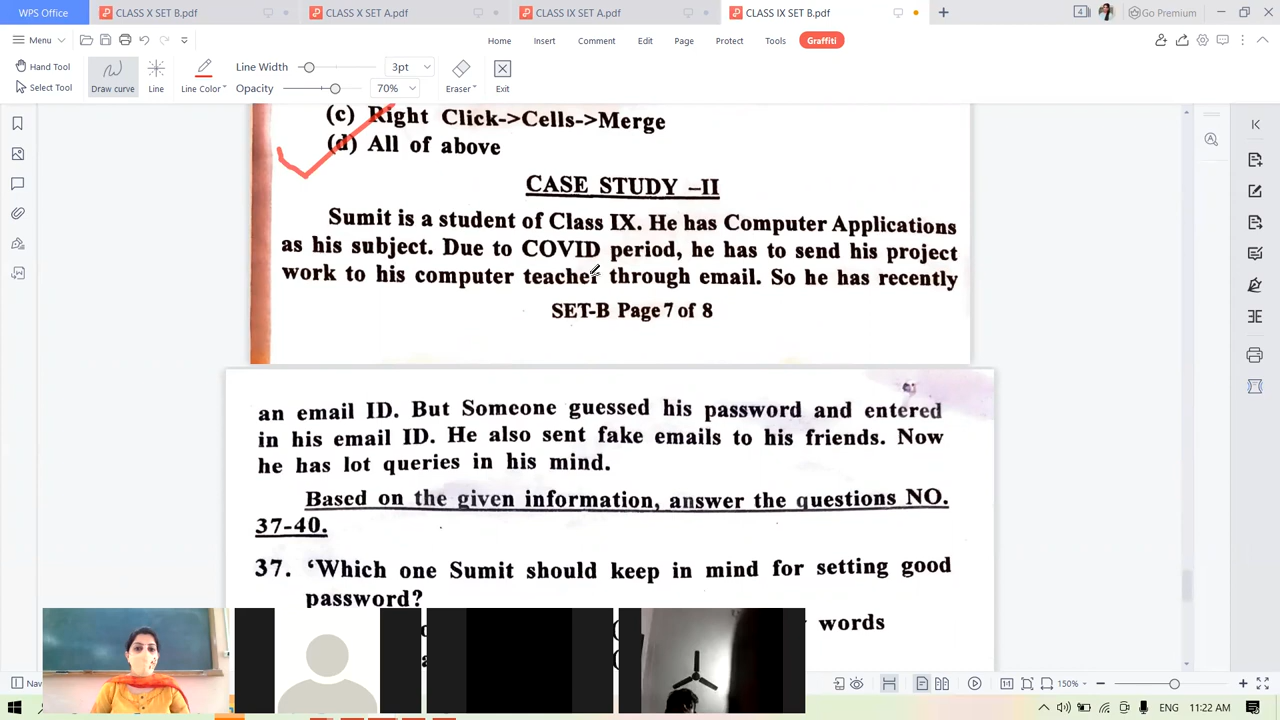 WPS Office
CLASS X SET A.pdf
CLASS X SET B.pdf
CLASS IX SET A.pdf
CLASS IX SET B.pdf
4
Go Premium
Menu
Home
Insert
Comment
Edit
Page
Protect
Tools
Graffiti
Hand Tool
Select Tool
Draw curve
Line
Line Color
Line Width
3pt
Opacity
70%
Eraser
Exit
(c) Right Click->Cells->Merge
(d) All of above
CASE STUDY –II
Sumit is a student of Class IX. He has Computer Applications
as his subject. Due to COVID period, he has to send his project
work to his computer teacher through email. So he has recently
SET-B Page 7 of 8
an email ID. But Someone guessed his password and entered
in his email ID. He also sent fake emails to his friends. Now
he has lot queries in his mind.
Based on the given information, answer the questions NO.
37-40.
37. ‘Which one Sumit should keep in mind for setting good
password?
words
150%
ENG
11:22 AM